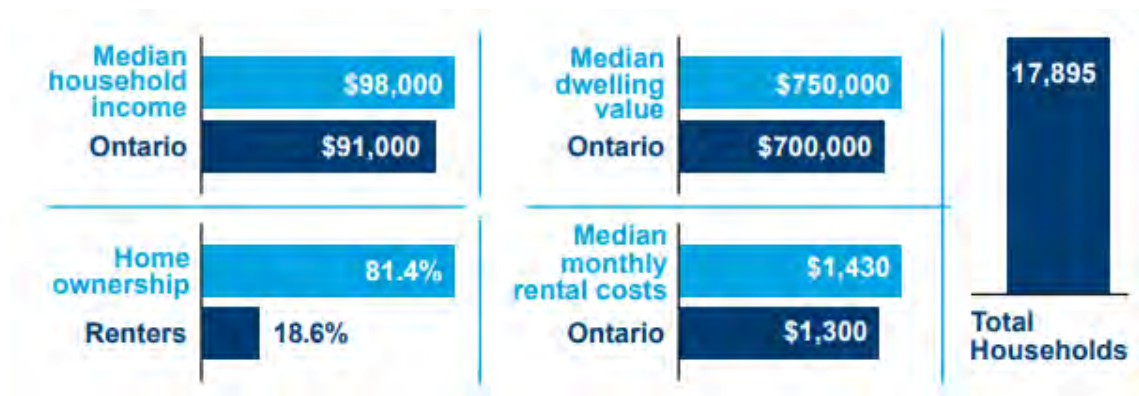 Median
household
income
$98,000
Ontario
$91,000
Median
dwelling
value
$750,000
Ontario
$700,000
17,895
Total
Households
Home
ownership
81.4%
Renters
18.6%
Median
monthly
rental costs
$1,430
Ontario
$1,300